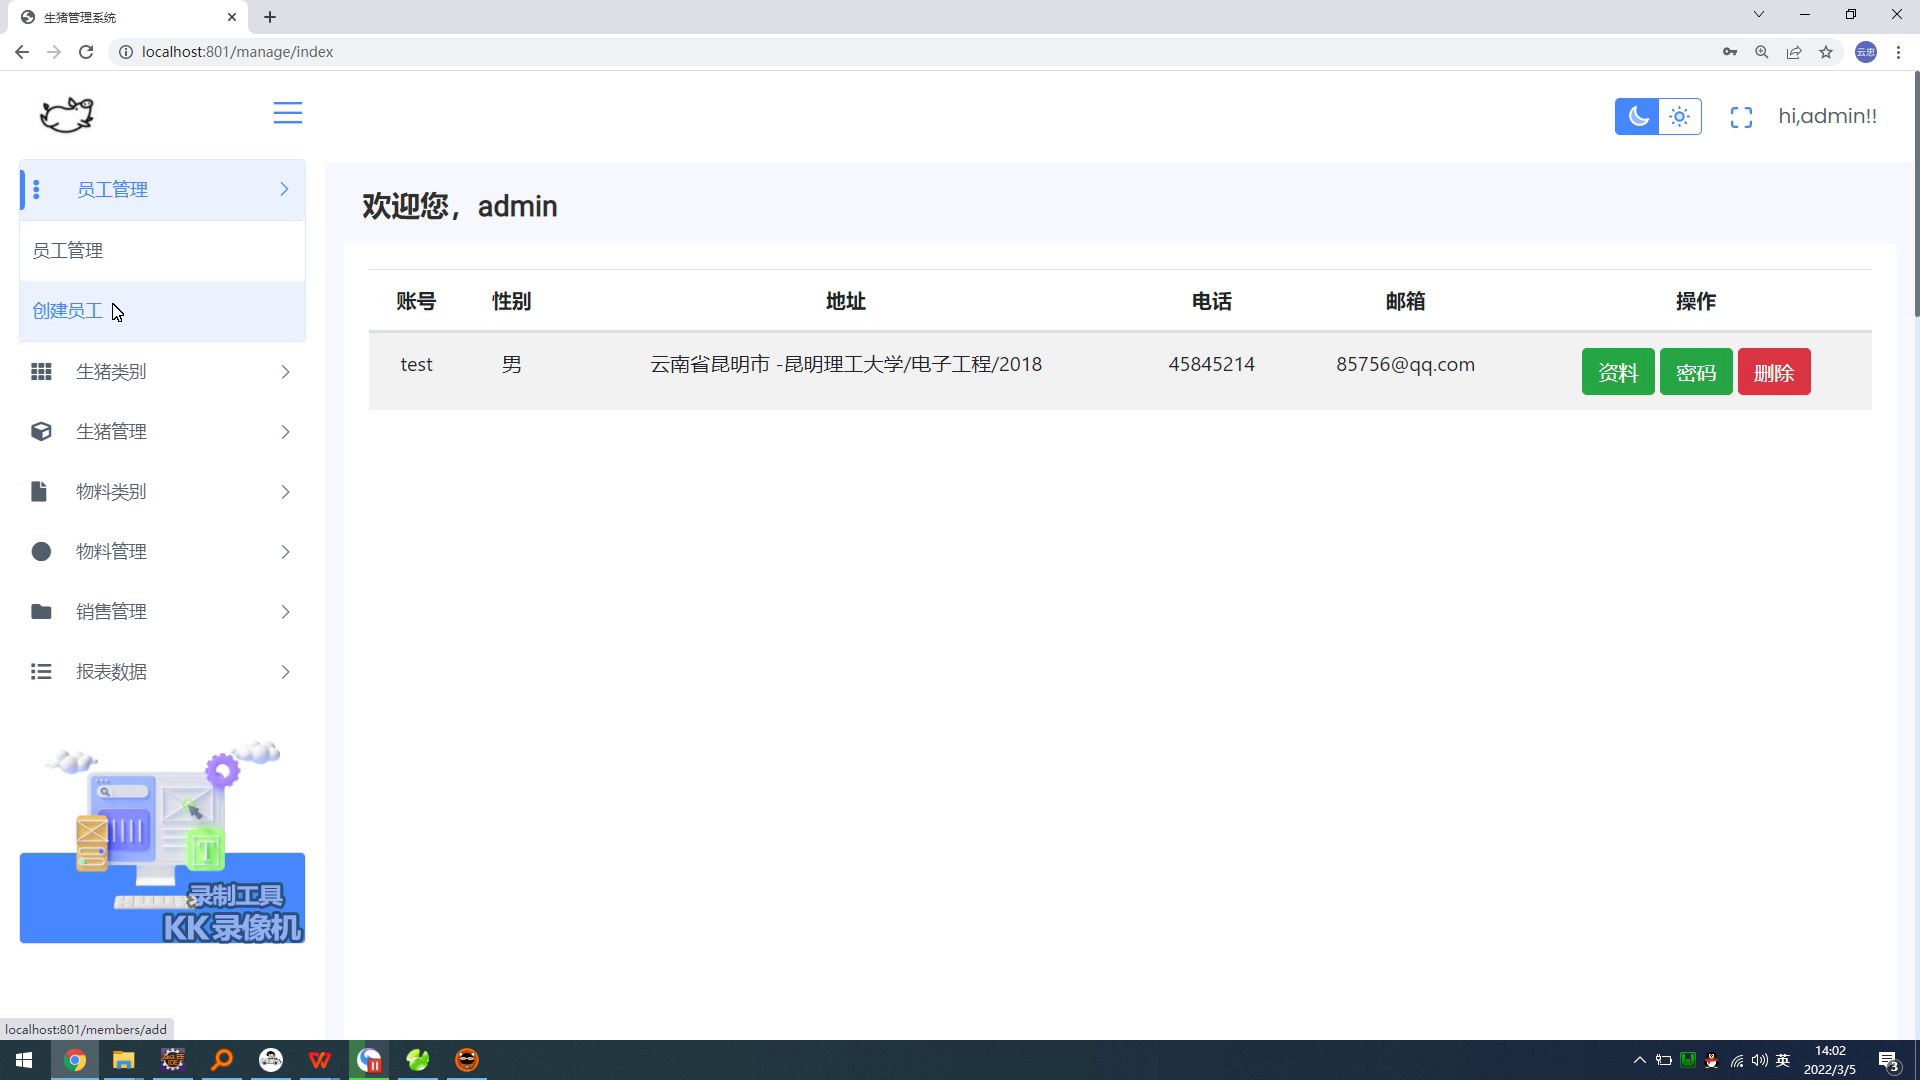 生猪管理系统
localhost:801/manage/index
云忠
hi,admin!!
员工管理
员工管理
创建员工
生猪类别
生猪管理
物料类别
物料管理
销售管理
报表数据
录制工具
KK录像机
欢迎您，admin
账号 性别 地址 电话 邮箱 操作
test 男 云南省昆明市 -昆明理工大学/电子工程/2018 45845214 85756@qq.com 资料 密码 删除
localhost:801/members/add
英
14:02
2022/3/5
3